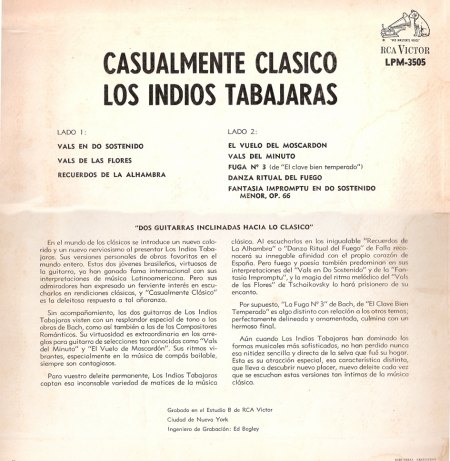 "HIS MASTER'S VOICE"
RCA VICTOR
LPM-3505
CASUALMENTE CLASICO
LOS INDIOS TABAJARAS
LADO 1:
VALS EN DO SOSTENIDO
VALS DE LAS FLORES
RECUERDOS DE LA ALHAMBRA
LADO 2:
EL VUELO DEL MOSCARDON
VALS DEL MINUTO
FUGA Nº 3 (de "El clave bien temperado")
DANZA RITUAL DEL FUEGO
FANTASIA IMPROMPTU EN DO SOSTENIDO
MENOR, OP. 66
"DOS GUITARRAS INCLINADAS HACIA LO CLASICO"
En el mundo de los clásicos se introduce un nuevo colo-
rido y un nuevo nerviosismo al presentar Los Indios Taba-
jaras. Sus versiones personales de obras favoritas en el
mundo entero. Estos dos jóvenes brasileños, virtuosos de
la guitarra, ya han ganado fama internacional con sus
interpretaciones de música Latinoamericana. Pero sus
admiradores han expresado un ferviente interés en escu-
charlos en rendiciones clásicas, y "Casualmente Clásico"
es la deleitosa respuesta a tal añoranza.
Sin acompañamiento, las dos guitarras de Los Indios
Tabajaras visten con un resplandor especial de tono a las
obras de Bach, como así también a los de los Compositores
Románticos. Su virtuosidad es extraordinaria en los arre-
glos para guitarra de selecciones tan conocidas como "Vals
del Minuto" y "El Vuelo de Moscardón". Sus ritmos vi-
brantes, especialmente en la música de compás bailable,
siempre son contagiosos.
Para vuestro deleite permanente, Los Indios Tabajaras
captan esa incansable variedad de matices de la música
clásica. Al escucharlos en los inigualable "Recuerdos de
La Alhambra" o "Danza Ritual del Fuego" de Falla recono-
cerá su innegable afinidad con el propio corazón de
España. Pero fuego y poesía también predominan en sus
interpretaciones del "Vals en Do Sostenido" y de la "Fan-
tasía Impromptu", y la magia del ritmo melódico del "Vals
de las Flores" de Tschaikovsky lo hará prisionero de su
encanto.
Por supuesto, "La Fuga Nº 3" de Bach, de "El Clave Bien
Temperado" es algo distinto con relación a los otros temas;
perfectamente delineada y ornamentada, culmina con un
hermoso final.
Aún cuando Los Indios Tabajaras han dominado las
formas musicales más sofisticadas, no han perdido nunca
esa nitidez sencilla y directa de la selva que fué su hogar.
Esta es su atracción especial, esa característica distinta,
que lleva a descubrir nuevo placer, nuevo deleite cada vez
que se escuchan estas versiones tan íntimas de la música
clásica.
Grabado en el Estudio B de RCA Victor
Ciudad de Nueva York
Ingeniero de Grabación: Ed Begley